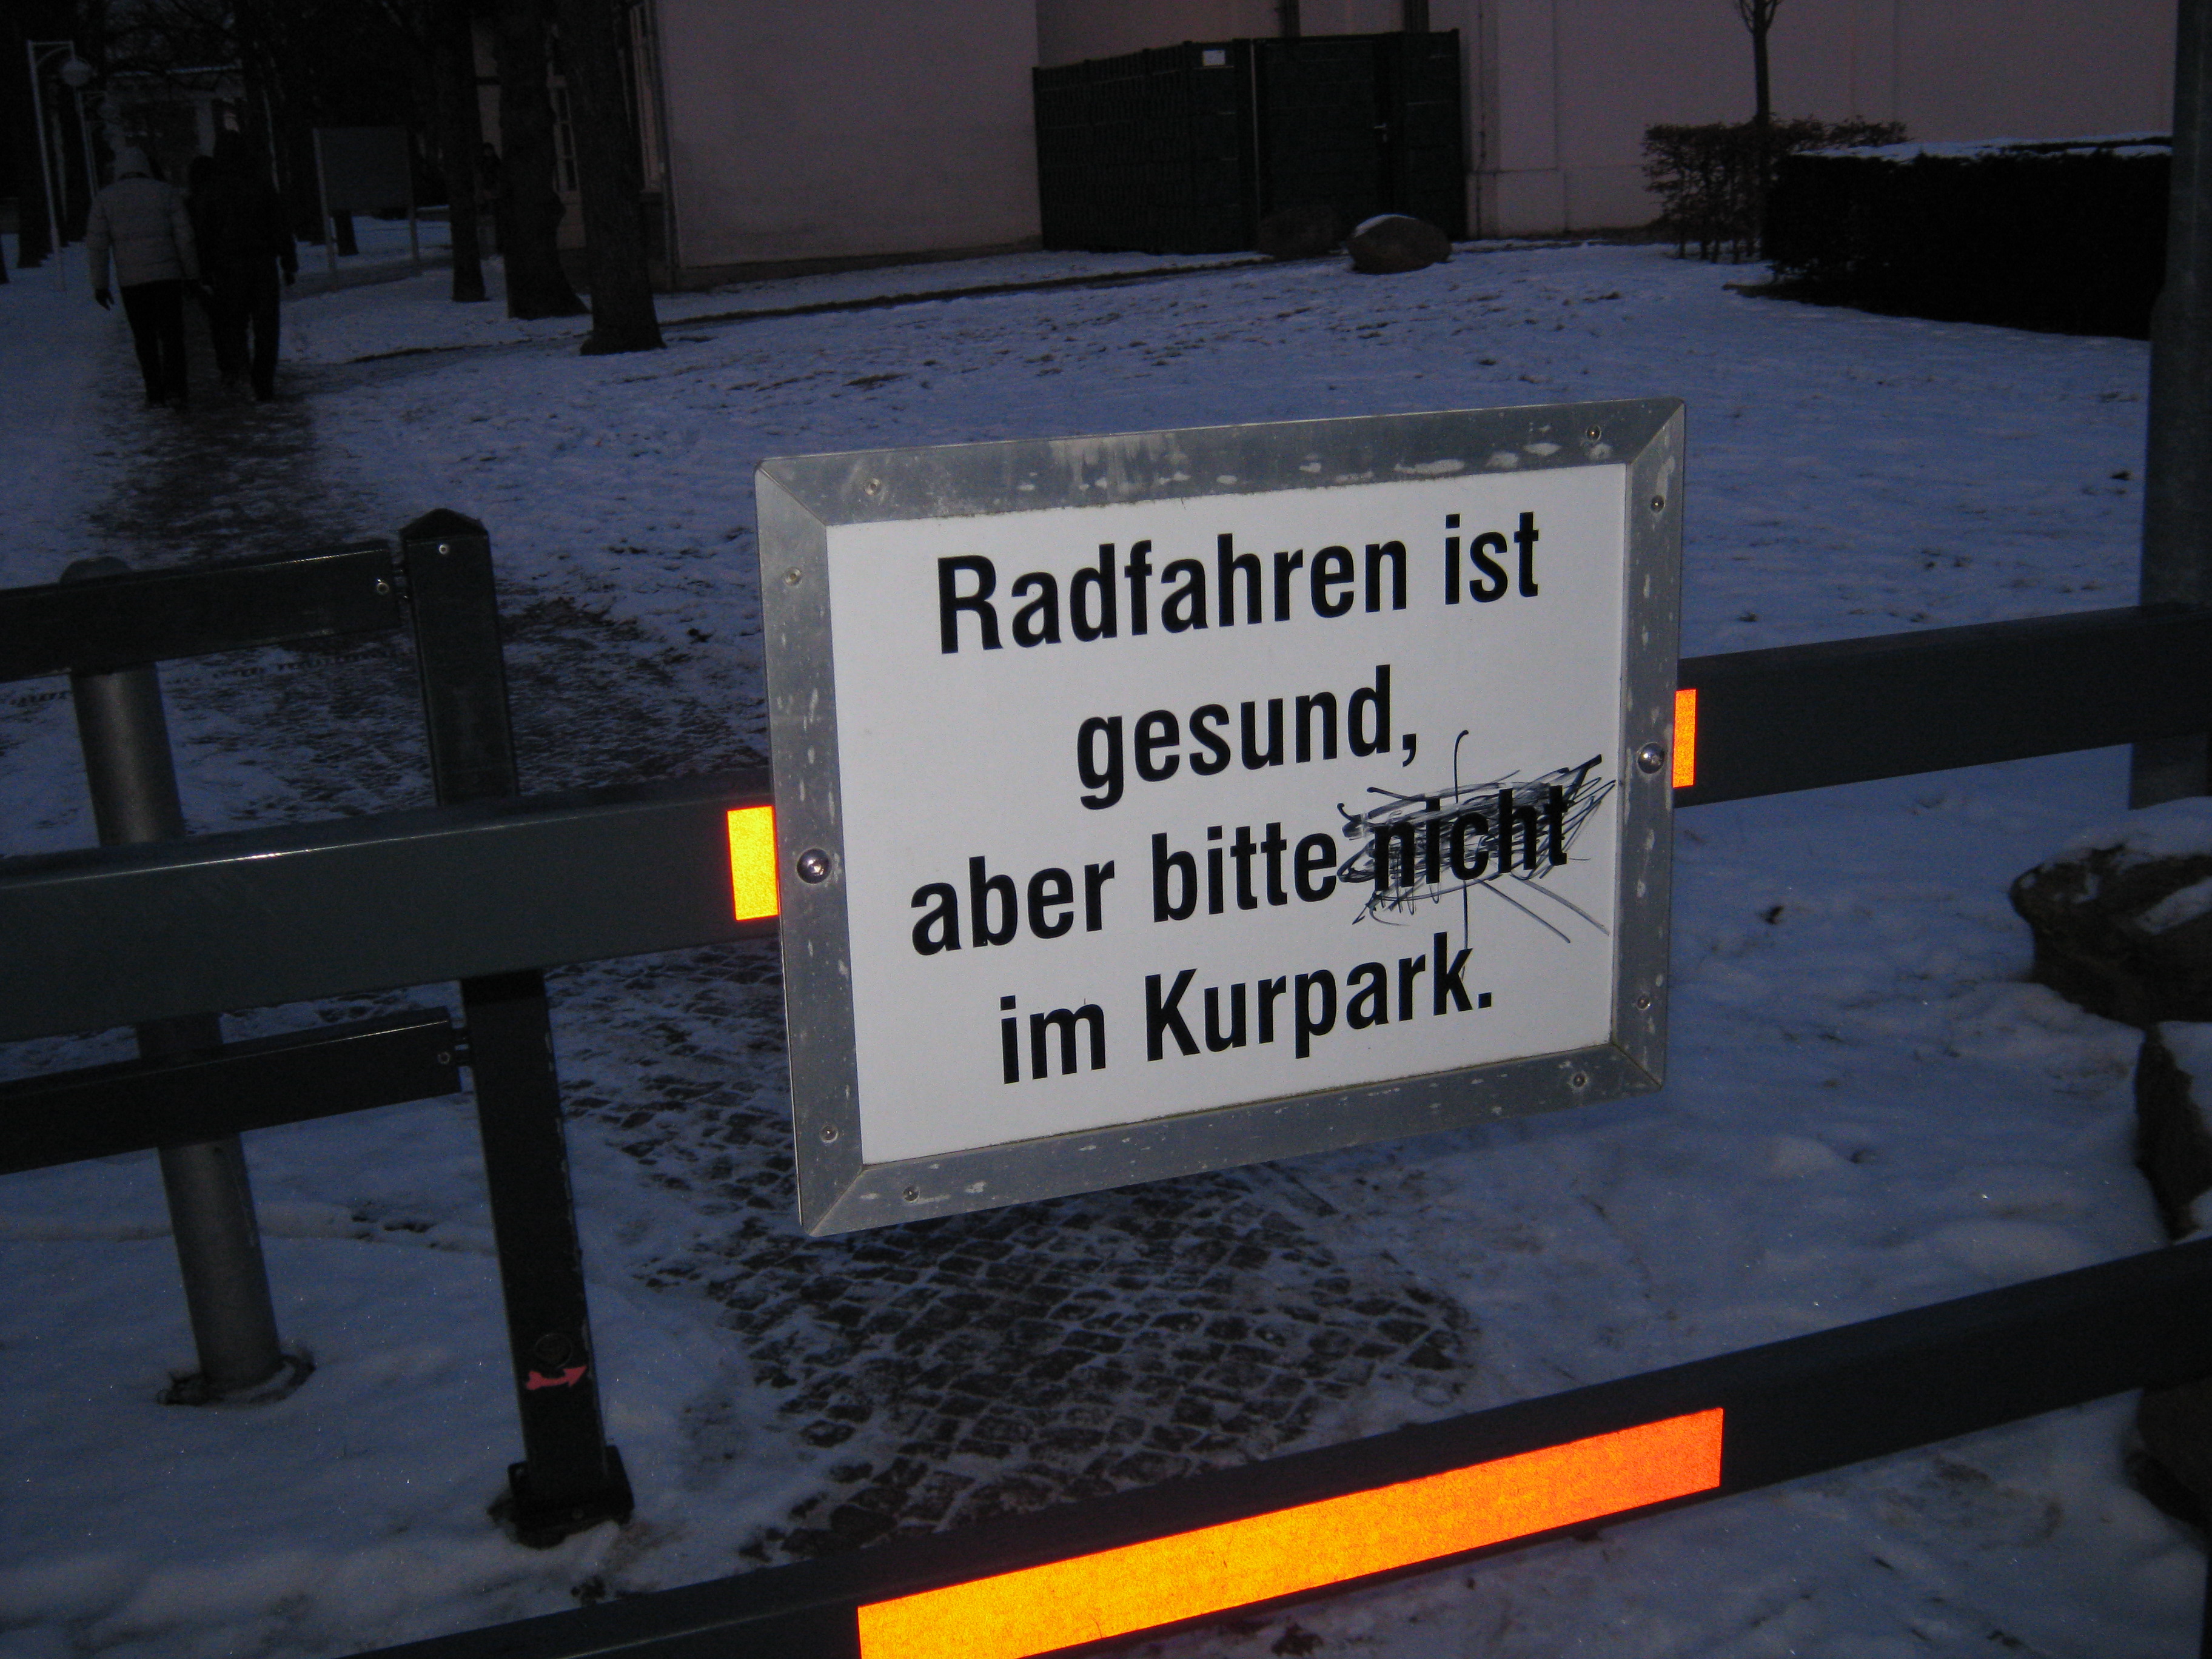 Radfahren ist
gesund,
aber bitte nicht
im Kurpark.